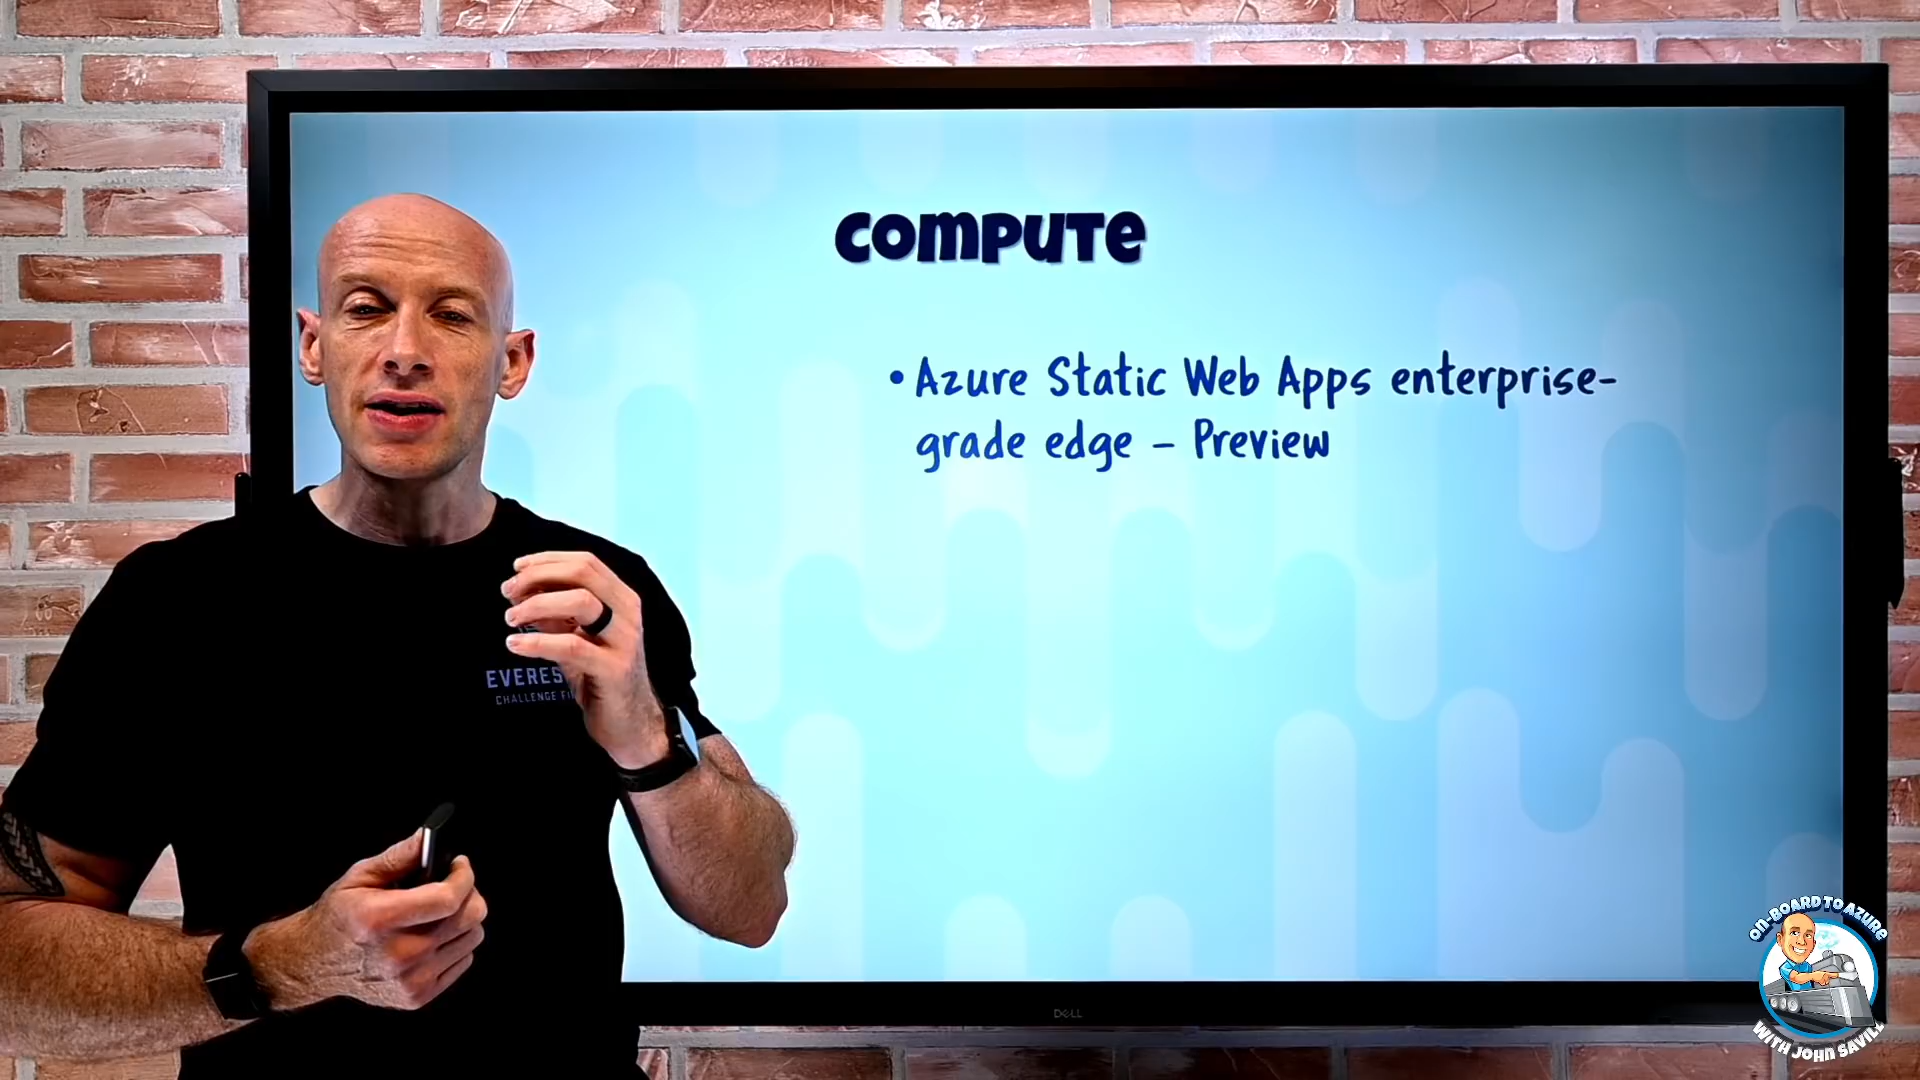 COMPUTE
• Azure Static Web Apps enterprise-
grade edge – Preview
EVERES
CHALLENGE FI
DELL
ON-BOARD TO AZURE
WITH JOHN SAVILL